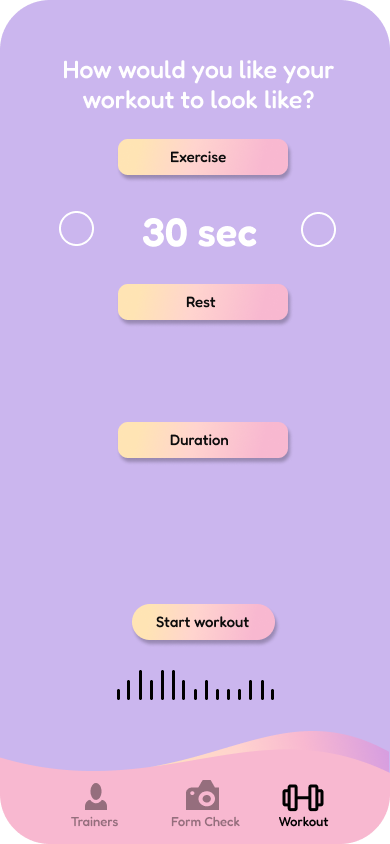 How would you like your
workout to look like?
Exercise
30 sec
Rest
Duration
Start workout
Trainers Form Check Workout